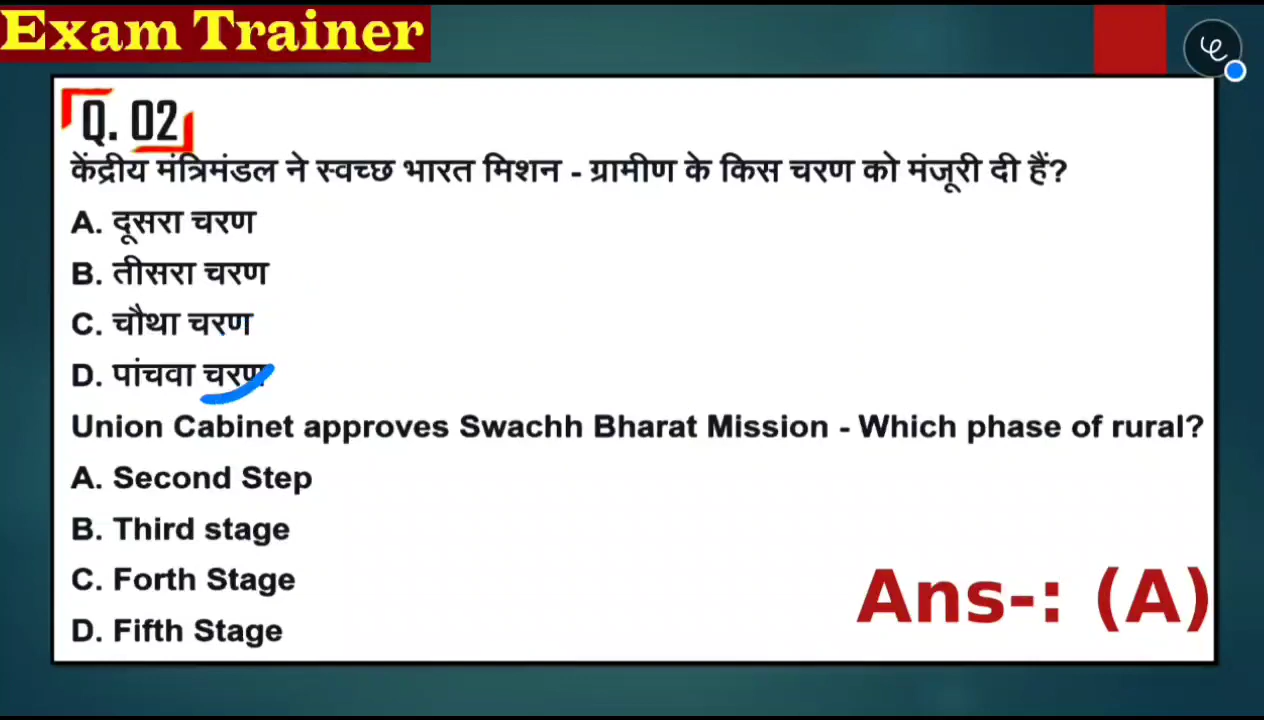 Exam Trainer
Q. 02
केंद्रीय मंत्रिमंडल ने स्वच्छ भारत मिशन - ग्रामीण के किस चरण को मंजूरी दी हैं?
A. दूसरा चरण
B. तीसरा चरण
C. चौथा चरण
D. पांचवा चरण
Union Cabinet approves Swachh Bharat Mission - Which phase of rural?
A. Second Step
B. Third stage
C. Forth Stage
D. Fifth Stage
Ans-: (A)